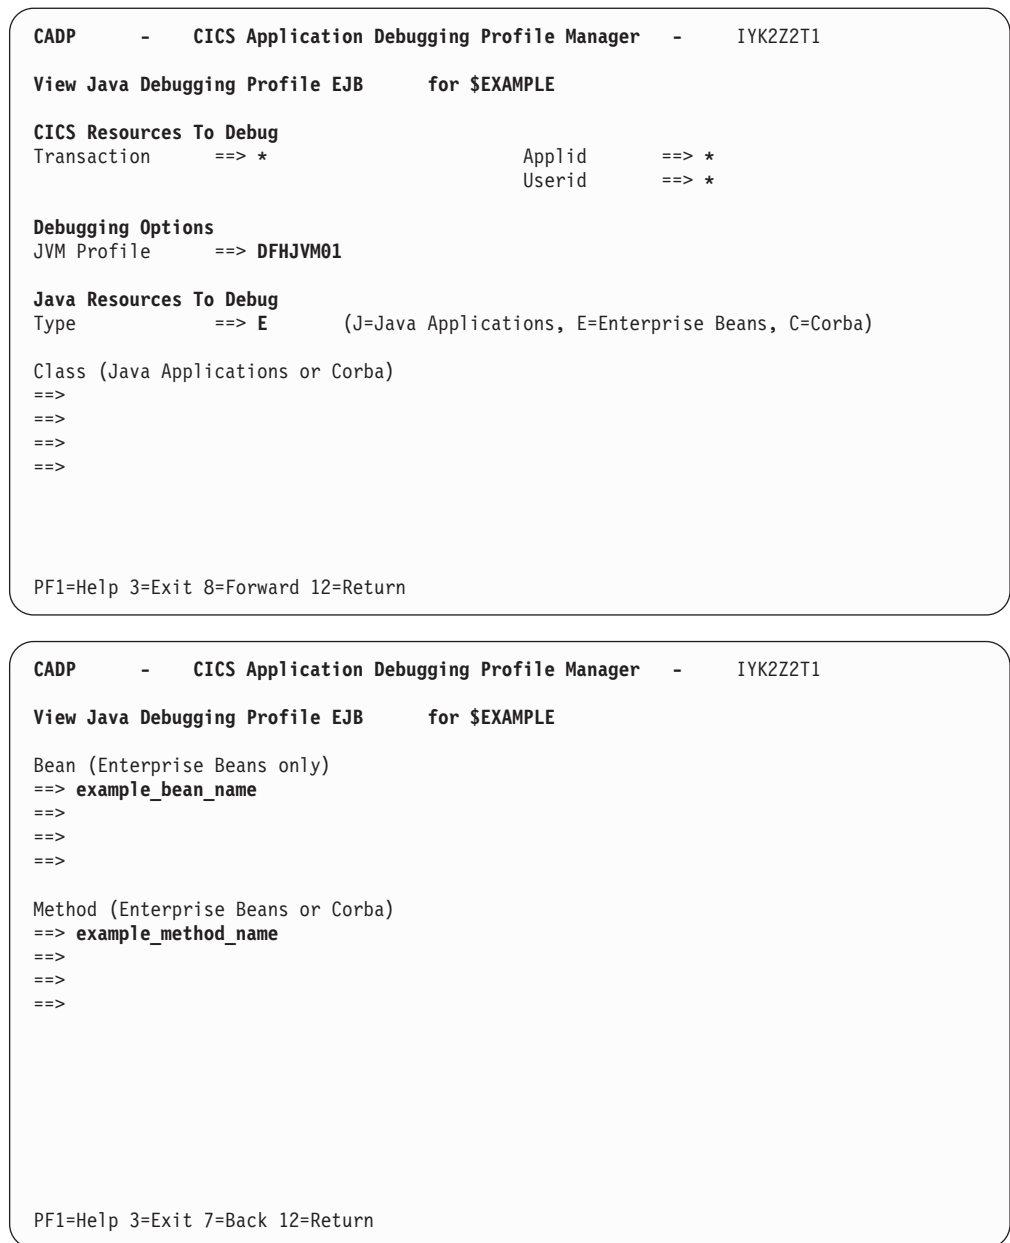 CADP - CICS Application Debugging Profile Manager - IYK2Z2T1
View Java Debugging Profile EJB for $EXAMPLE
CICS Resources To Debug
Transaction ==> * Applid ==> *
Userid ==> *
Debugging Options
JVM Profile ==> DFHJVM01
Java Resources To Debug
Type ==> E (J=Java Applications, E=Enterprise Beans, C=Corba)
Class (Java Applications or Corba)
==>
==>
==>
==>
PF1=Help 3=Exit 8=Forward 12=Return
CADP - CICS Application Debugging Profile Manager - IYK2Z2T1
View Java Debugging Profile EJB for $EXAMPLE
Bean (Enterprise Beans only)
==> example_bean_name
==>
==>
==>
Method (Enterprise Beans or Corba)
==> example_method_name
==>
==>
==>
PF1=Help 3=Exit 7=Back 12=Return